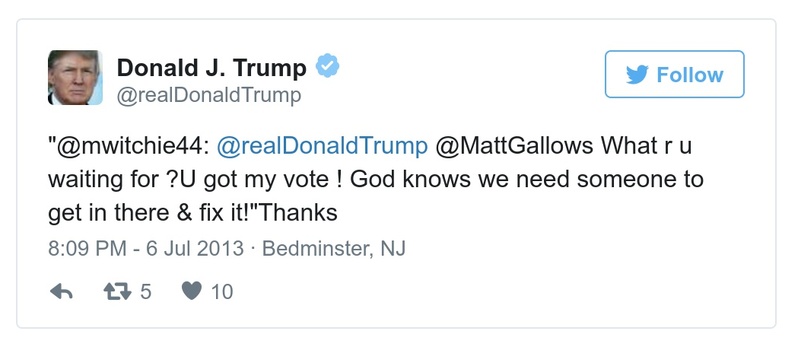 Donald J. Trump
@realDonaldTrump
Follow
"@mwitchie44: @realDonaldTrump @MattGallows What r u
waiting for ?U got my vote ! God knows we need someone to
get in there & fix it!"Thanks
8:09 PM - 6 Jul 2013 · Bedminster, NJ
5 10